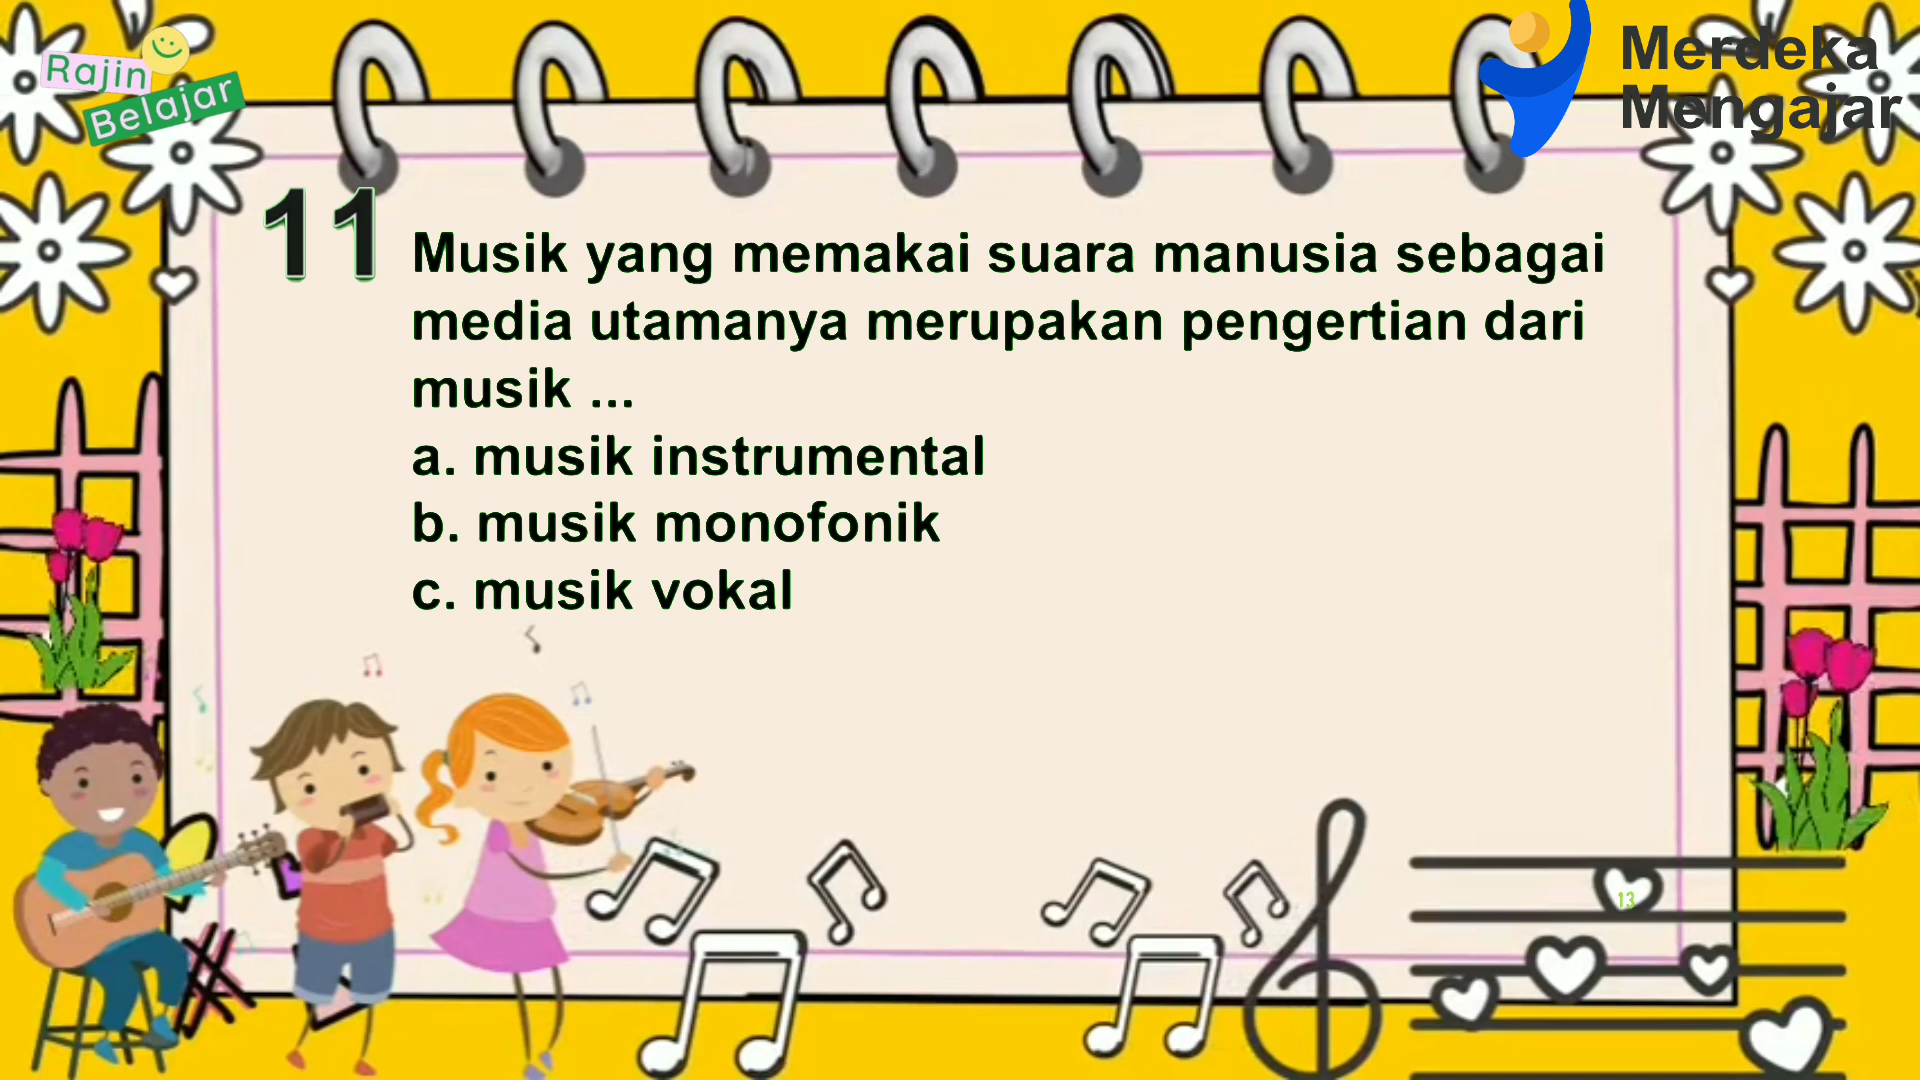 Rajin
Belajar
Merdeka
Mengajar
11
Musik yang memakai suara manusia sebagai
media utamanya merupakan pengertian dari
musik ...
a. musik instrumental
b. musik monofonik
c. musik vokal
13